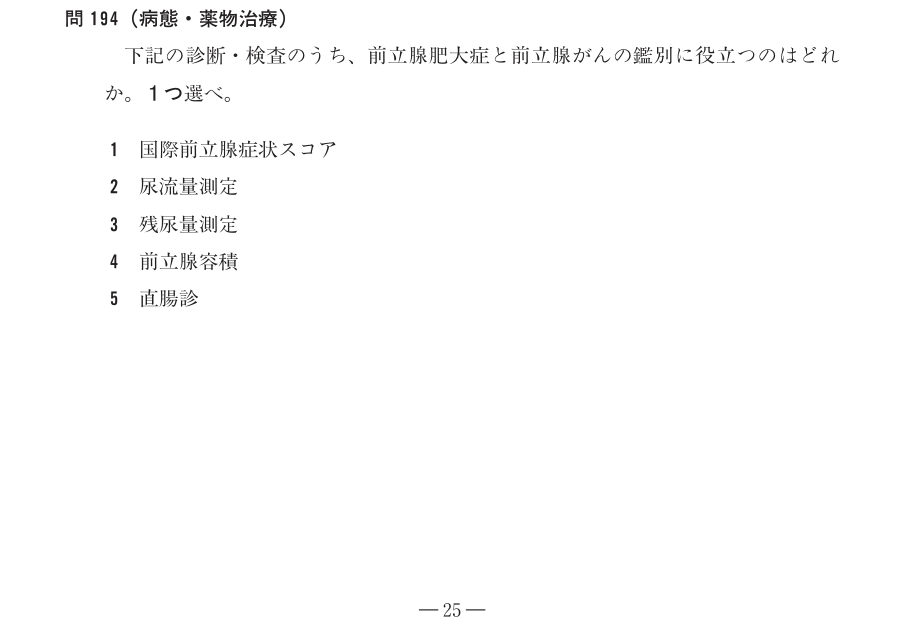 問 194（病態・薬物治療）
下記の診断・検査のうち、前立腺肥大症と前立腺がんの鑑別に役立つのはどれ
か。1つ選べ。
1 国際前立腺症状スコア
2 尿流量測定
3 残尿量測定
4 前立腺容積
5 直腸診
— 25 —